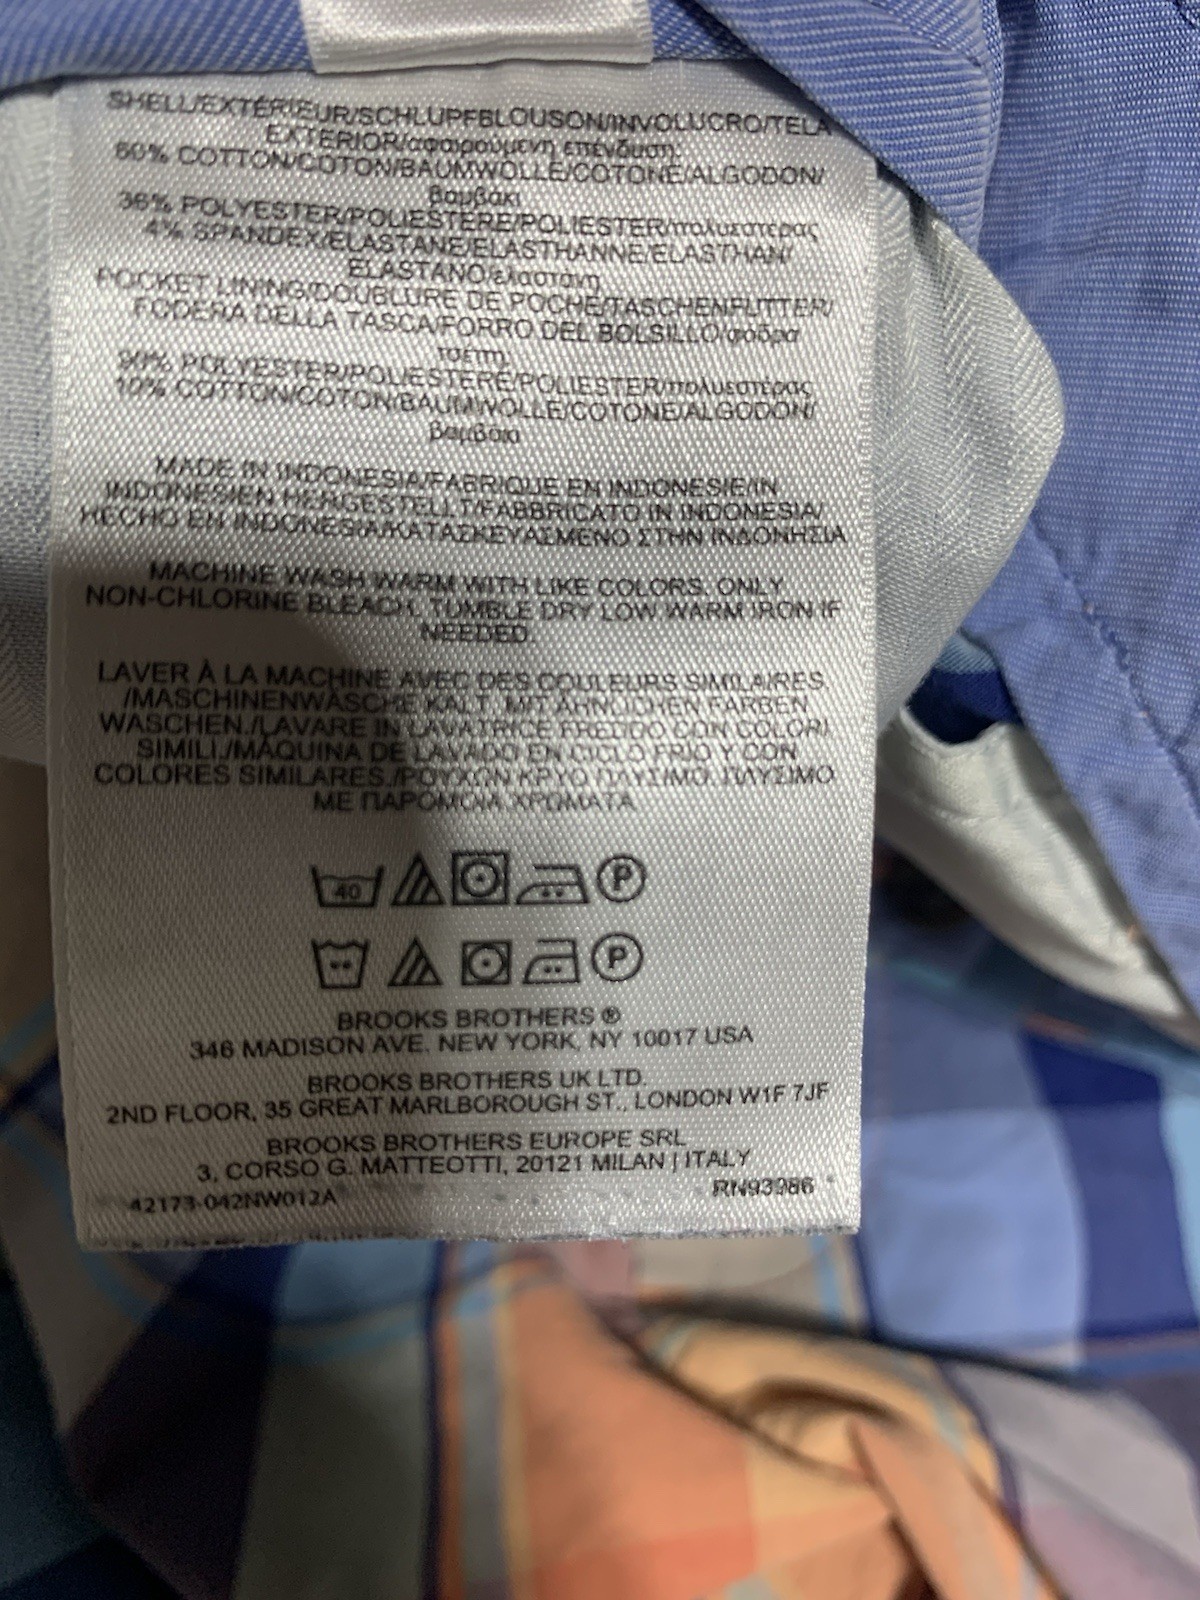 SHELL/EXTÉRIEUR/SCHLUPFBLOUSON/INVOLUCRO/TELA
EXTERIOR/αφαιρουμενη επένδυση
60% COTTON/COTON/BAUMWOLLE/COTONE/ALGODON/
βαμβάκι
36% POLYESTER/POLIESTERE/POLIESTER/πολυεστέρας
4% SPANDEX/ELASTANE/ELASTHANNE/ELASTHAN/
ELASTANO/ελαστανη
POCKET LINING/DOUBLURE DE POCHE/TASCHENFUTTER/
FODERA DELLA TASCA/FORRO DEL BOLSILLO/φοδρα
τσεπη
90% POLYESTER/POLIESTERE/POLIESTER/πολυεστέρας
10% COTTON/COTON/BAUMWOLLE/COTONE/ALGODON/
βαμβάκι
MADE IN INDONESIA/FABRIQUE EN INDONESIE/IN
INDONESIEN HERGESTELLT/FABBRICATO IN INDONESIA/
HECHO EN INDONESIA/ΚΑΤΑΣΚΕΥΑΣΜΕΝΟ ΣΤΗΝ ΙΝΔΟΝΗΣΙΑ
MACHINE WASH WARM WITH LIKE COLORS. ONLY
NON-CHLORINE BLEACH. TUMBLE DRY LOW WARM IRON IF
NEEDED.
LAVER À LA MACHINE AVEC DES COULEURS SIMILAIRES
/MASCHINENWÄSCHE KALT. MIT ÄHNLICHEN FARBEN
WASCHEN./LAVARE IN LAVATRICE FREDDO CON COLORI
SIMILI./MÁQUINA DE LAVADO EN CICLO FRIO Y CON
COLORES SIMILARES./ΡΟΥΧΩΝ ΚΡΥΟ ΠΛΥΣΙΜΟ. ΠΛΥΣΙΜΟ
ΜΕ ΠΑΡΟΜΟΙΑ ΧΡΩΜΑΤΑ
40 P
P
BROOKS BROTHERS ®
346 MADISON AVE. NEW YORK, NY 10017 USA
BROOKS BROTHERS UK LTD.
2ND FLOOR, 35 GREAT MARLBOROUGH ST., LONDON W1F 7JF
BROOKS BROTHERS EUROPE SRL
3, CORSO G. MATTEOTTI, 20121 MILAN | ITALY
42173-042NW012A RN93986